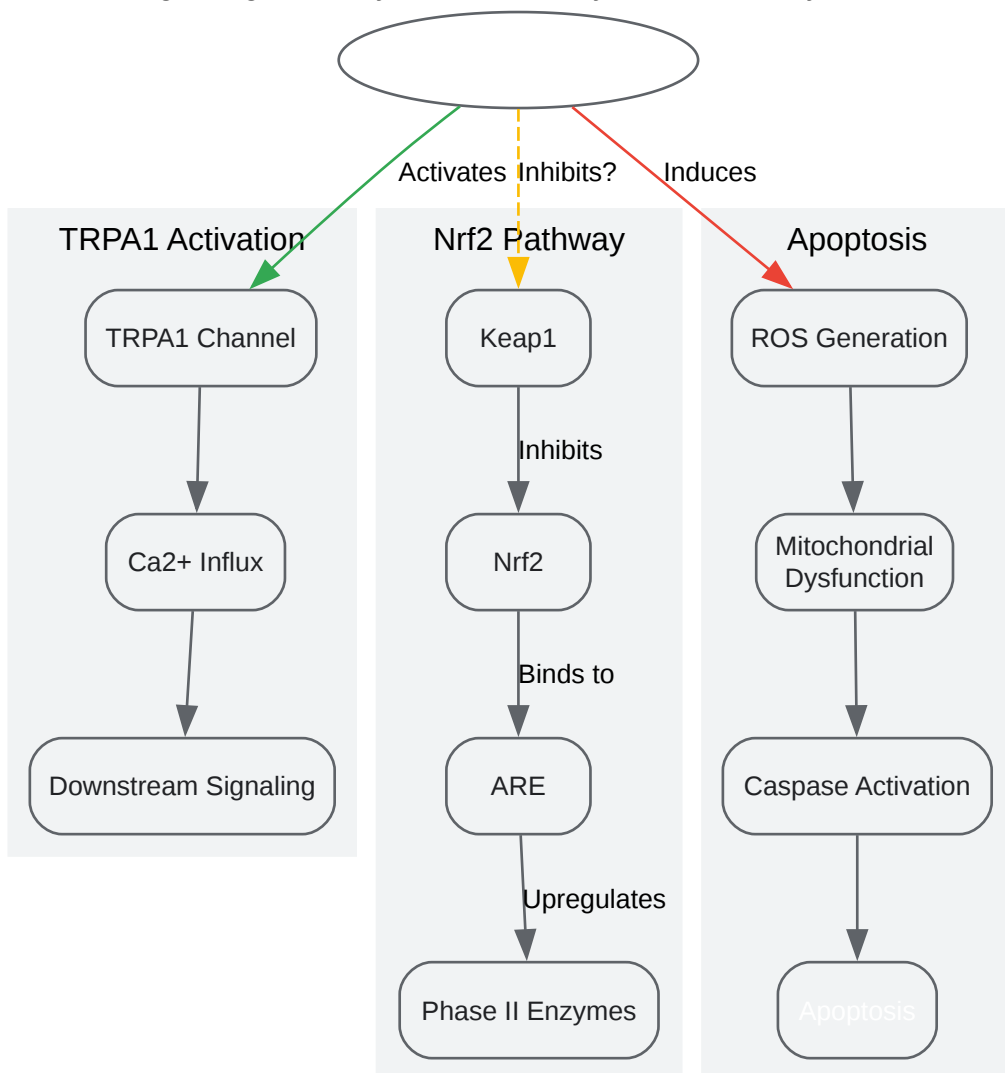 Activates
Inhibits?
Induces
TRPA1 Activation
Nrf2 Pathway
Apoptosis
TRPA1 Channel
Keap1
ROS Generation
Inhibits
Ca2+ Influx
Nrf2
Mitochondrial
Dysfunction
Binds to
Downstream Signaling
ARE
Caspase Activation
Upregulates
Phase II Enzymes
Apoptosis